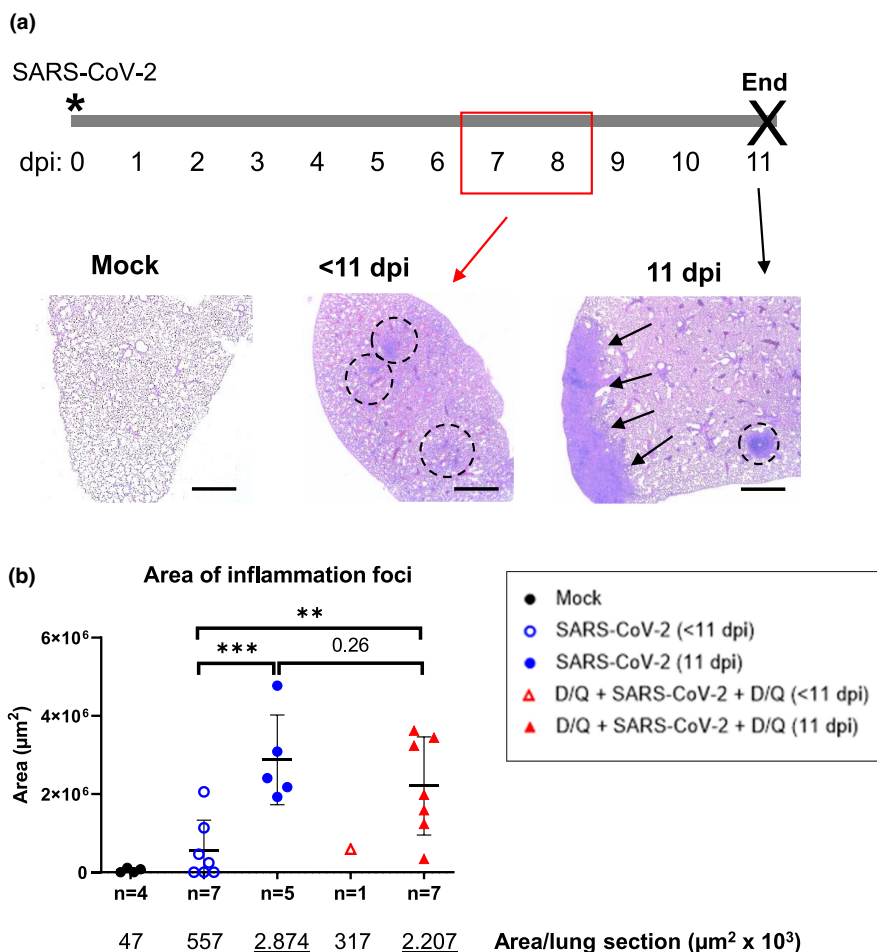 (a)
SARS-CoV-2
*
End
X
dpi: 0 1 2 3 4 5 6 7 8 9 10 11
Mock
<11 dpi
11 dpi
(b)
Area of inflammation foci
**
***
0.26
6×10⁶
4×10⁶
2×10⁶
0
Area (µm²)
n=4 n=7 n=5 n=1 n=7
47 557 2.874 317 2.207 Area/lung section (µm² x 10³)
Mock
SARS-CoV-2 (<11 dpi)
SARS-CoV-2 (11 dpi)
D/Q + SARS-CoV-2 + D/Q (<11 dpi)
D/Q + SARS-CoV-2 + D/Q (11 dpi)